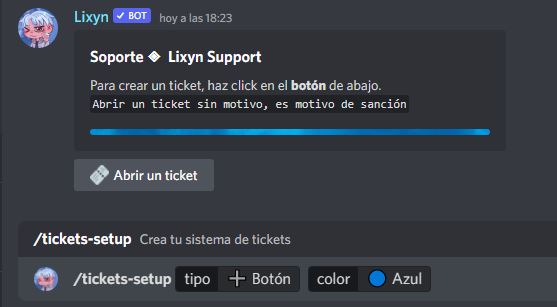 Lixyn ✓ BOT hoy a las 18:23
Soporte ◈ Lixyn Support
Para crear un ticket, haz click en el botón de abajo.
Abrir un ticket sin motivo, es motivo de sanción
Abrir un ticket
/tickets-setup Crea tu sistema de tickets
/tickets-setup tipo Botón color Azul